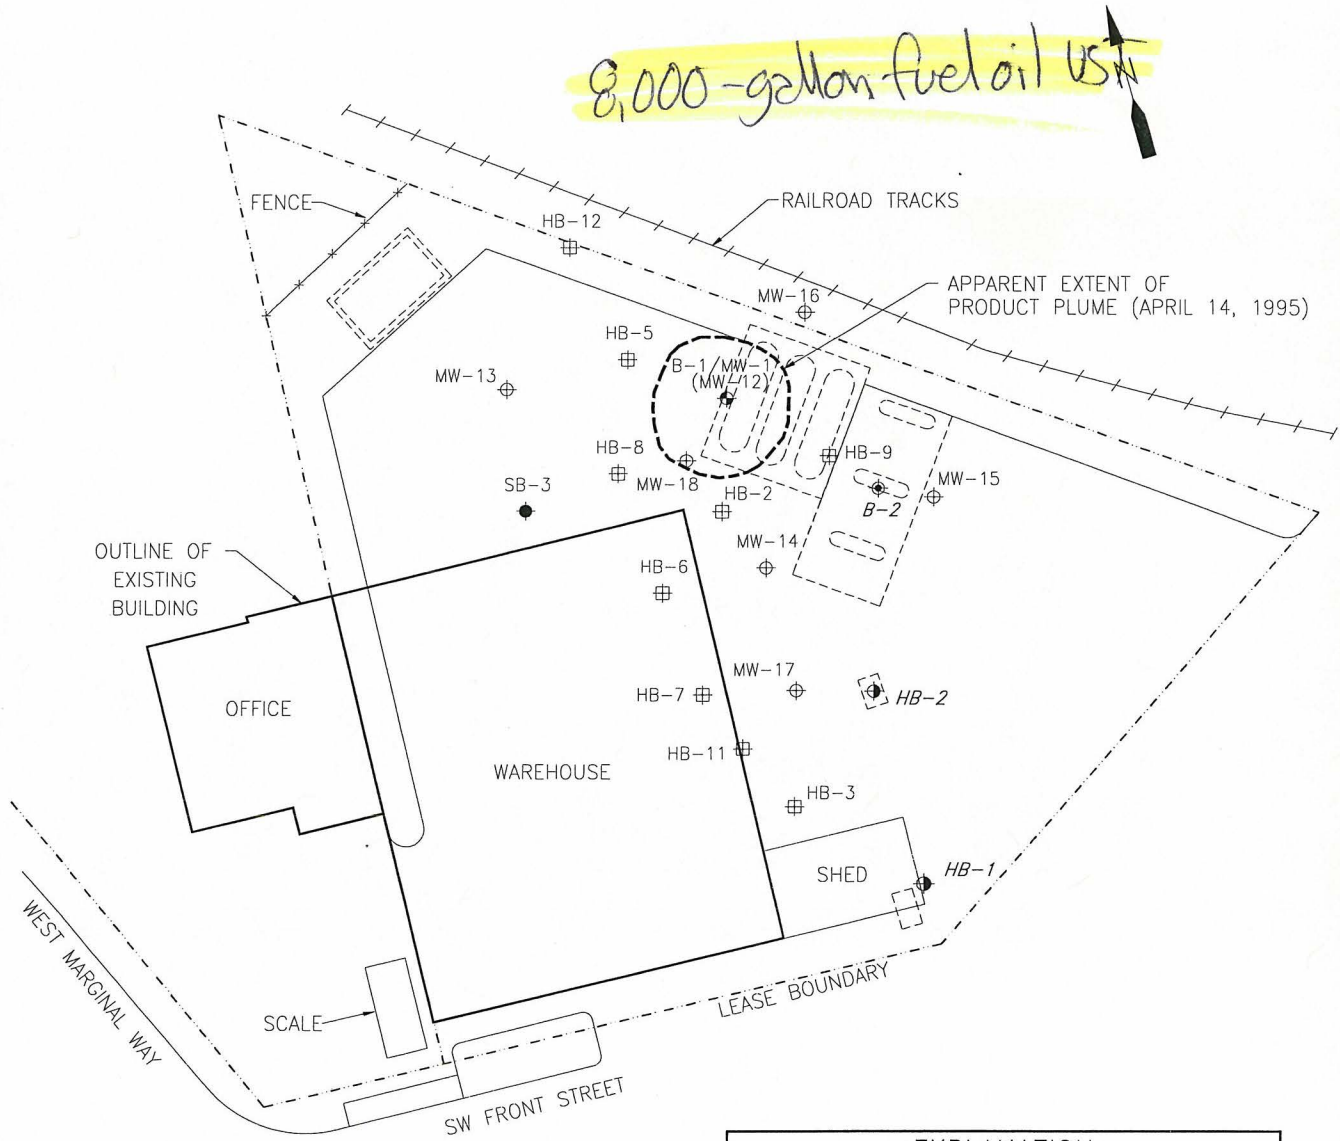 8,000-gallon fuel oil UST
N
FENCE
HB-12
RAILROAD TRACKS
APPARENT EXTENT OF
PRODUCT PLUME (APRIL 14, 1995)
MW-16
HB-5
B-1/MW-1
(MW-12)
MW-13
HB-8
HB-9
MW-18
MW-15
SB-3
HB-2
B-2
MW-14
OUTLINE OF
EXISTING
BUILDING
HB-6
MW-17
HB-7
HB-2
OFFICE
HB-11
WAREHOUSE
HB-3
SHED
HB-1
WEST MARGINAL WAY
LEASE BOUNDARY
SCALE
SW FRONT STREET